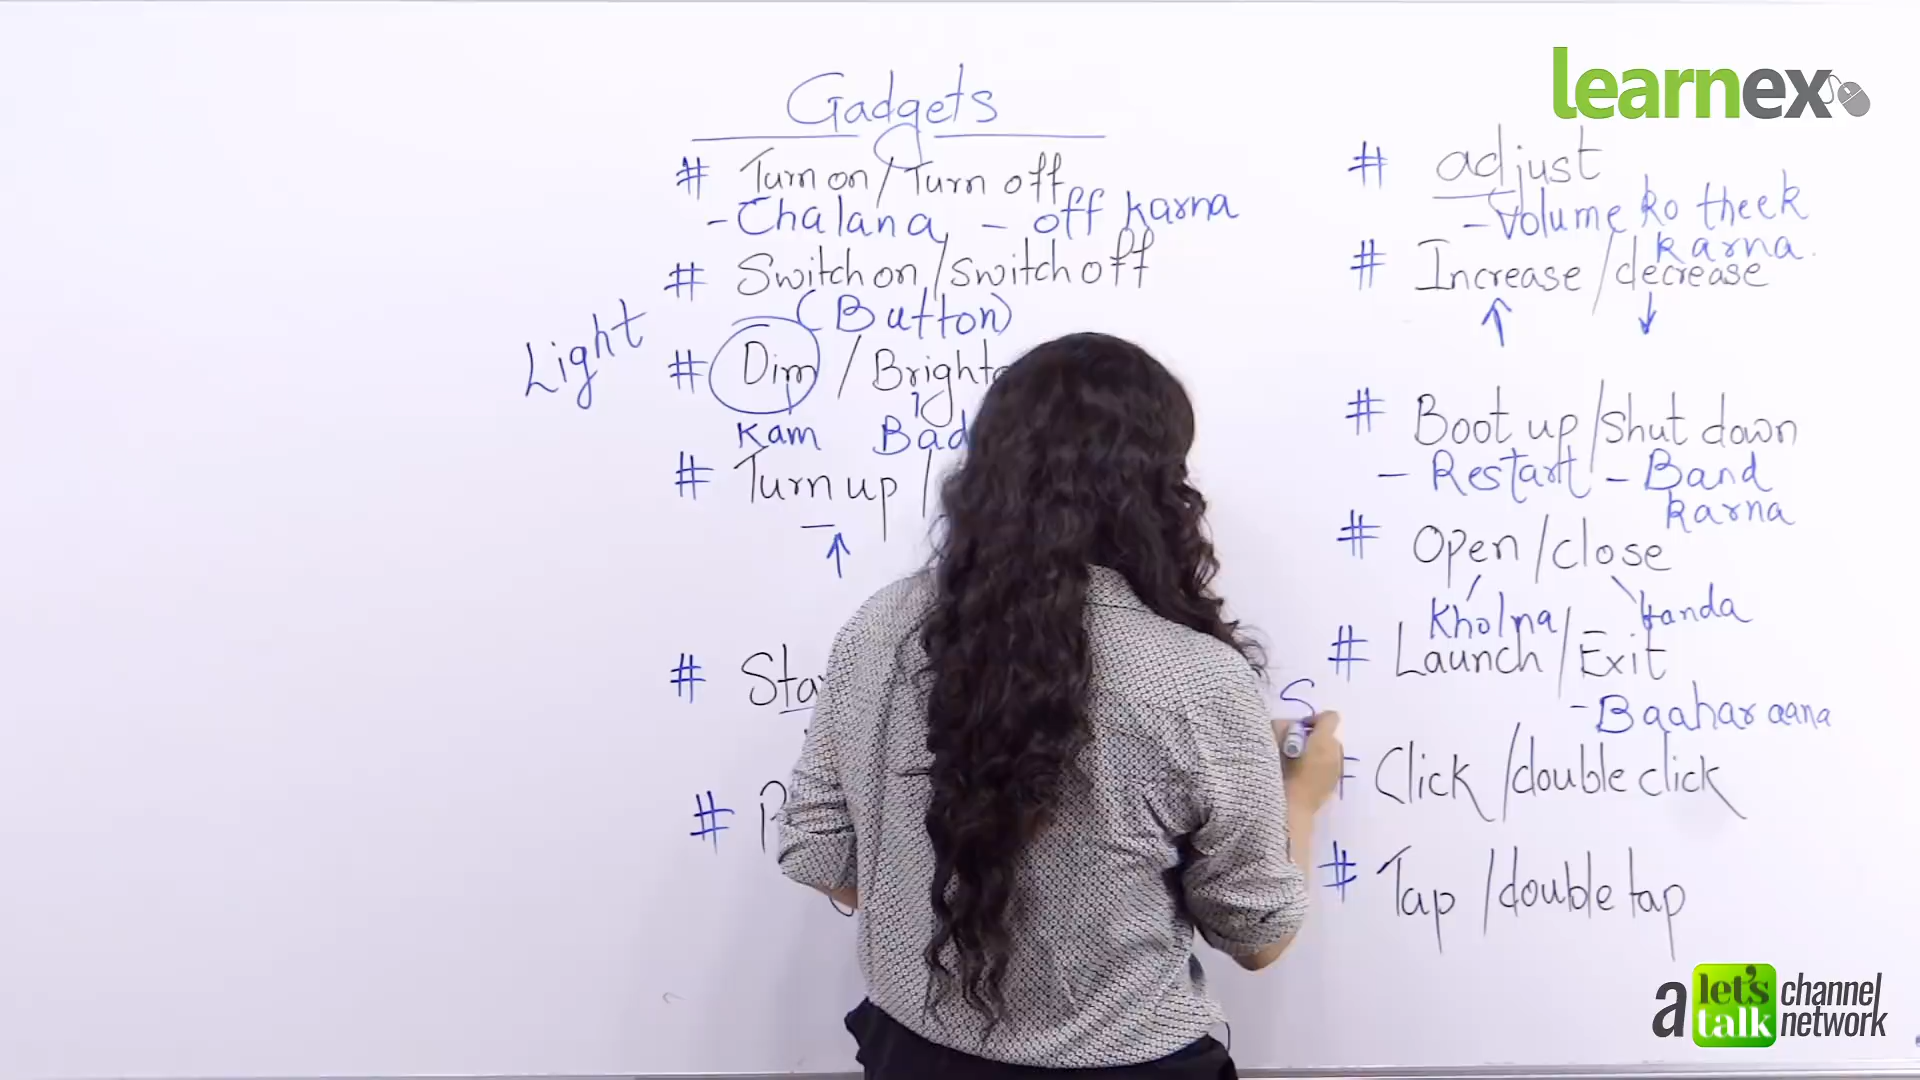 Gadgets
# Turn on / Turn off
- Chalana - off karna
# Switch on / switch off
(Button)
Light
# Dim / Brighte
Kam Bad
# Turn up /
# Sta
# P
# adjust
- Volume ko theek
karna.
# Increase / decrease
# Boot up / Shut down
- Restart - Band
karna
# Open / close
Kholna
# Launch / Exit
- Baahar aana
S
Click / double click
# Tap / double tap
learnex
a let's talk channel network